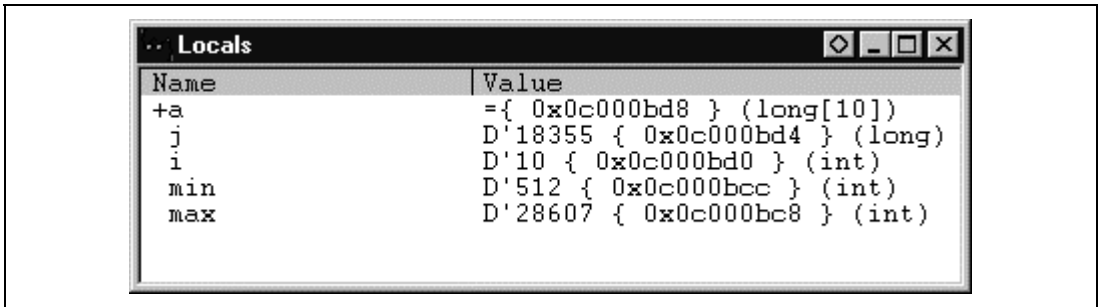 Locals
Name Value
+a ={ 0x0c000bd8 } (long[10])
j D'18355 { 0x0c000bd4 } (long)
i D'10 { 0x0c000bd0 } (int)
min D'512 { 0x0c000bcc } (int)
max D'28607 { 0x0c000bc8 } (int)